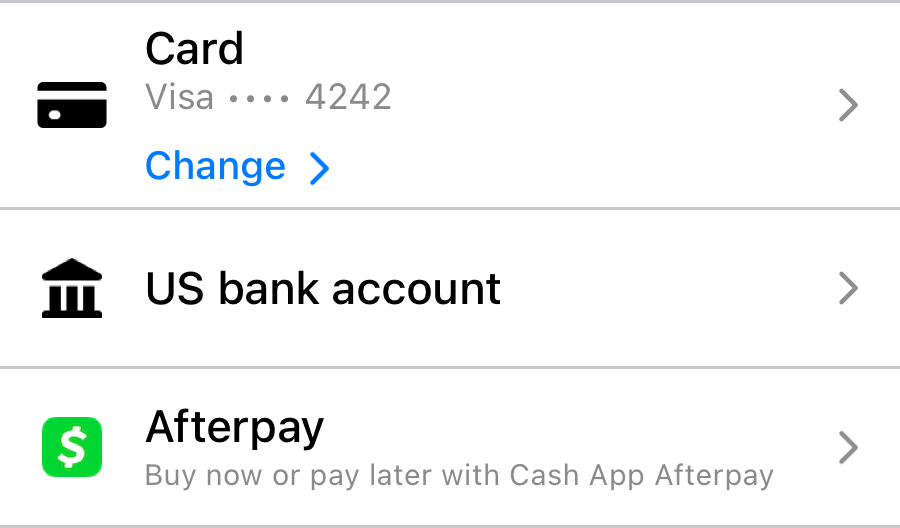 Card
Visa •••• 4242
Change
US bank account
Afterpay
Buy now or pay later with Cash App Afterpay